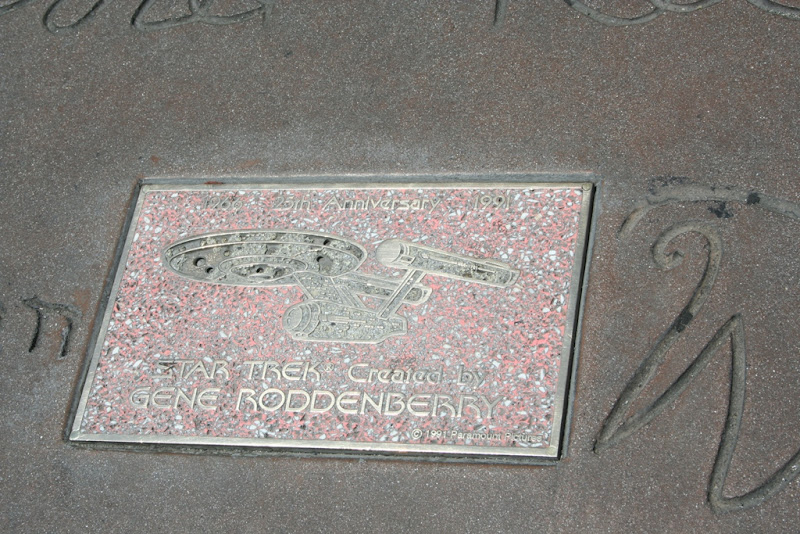 1966 25th Anniversary 1991
STAR TREK® Created by
GENE RODDENBERRY
© 1991 Paramount Pictures
n